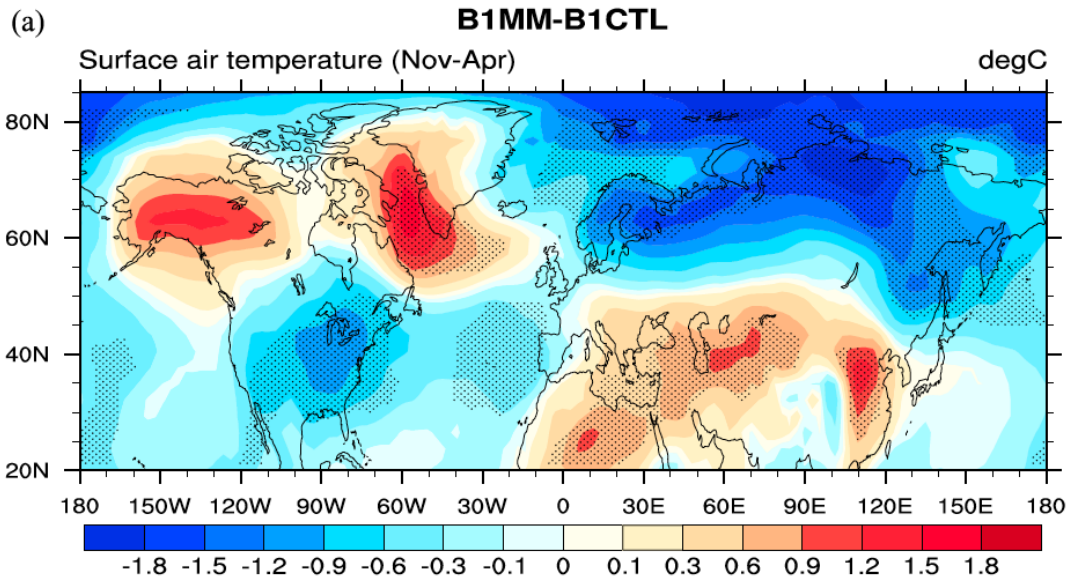 (a)
B1MM-B1CTL
Surface air temperature (Nov-Apr) degC
80N
60N
40N
20N
180 150W 120W 90W 60W 30W 0 30E 60E 90E 120E 150E 180
-1.8 -1.5 -1.2 -0.9 -0.6 -0.3 -0.1 0 0.1 0.3 0.6 0.9 1.2 1.5 1.8